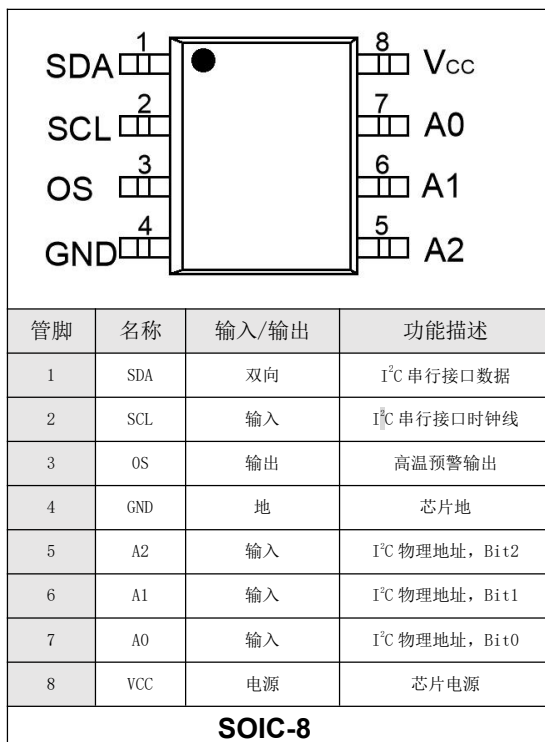 1 8
SDA Vcc
2 7
SCL A0
3 6
OS A1
4 5
GND A2
管脚 名称 输入/输出 功能描述
1 SDA 双向 I²C 串行接口数据
2 SCL 输入 I²C 串行接口时钟线
3 OS 输出 高温预警输出
4 GND 地 芯片地
5 A2 输入 I²C 物理地址，Bit2
6 A1 输入 I²C 物理地址，Bit1
7 A0 输入 I²C 物理地址，Bit0
8 VCC 电源 芯片电源
SOIC-8